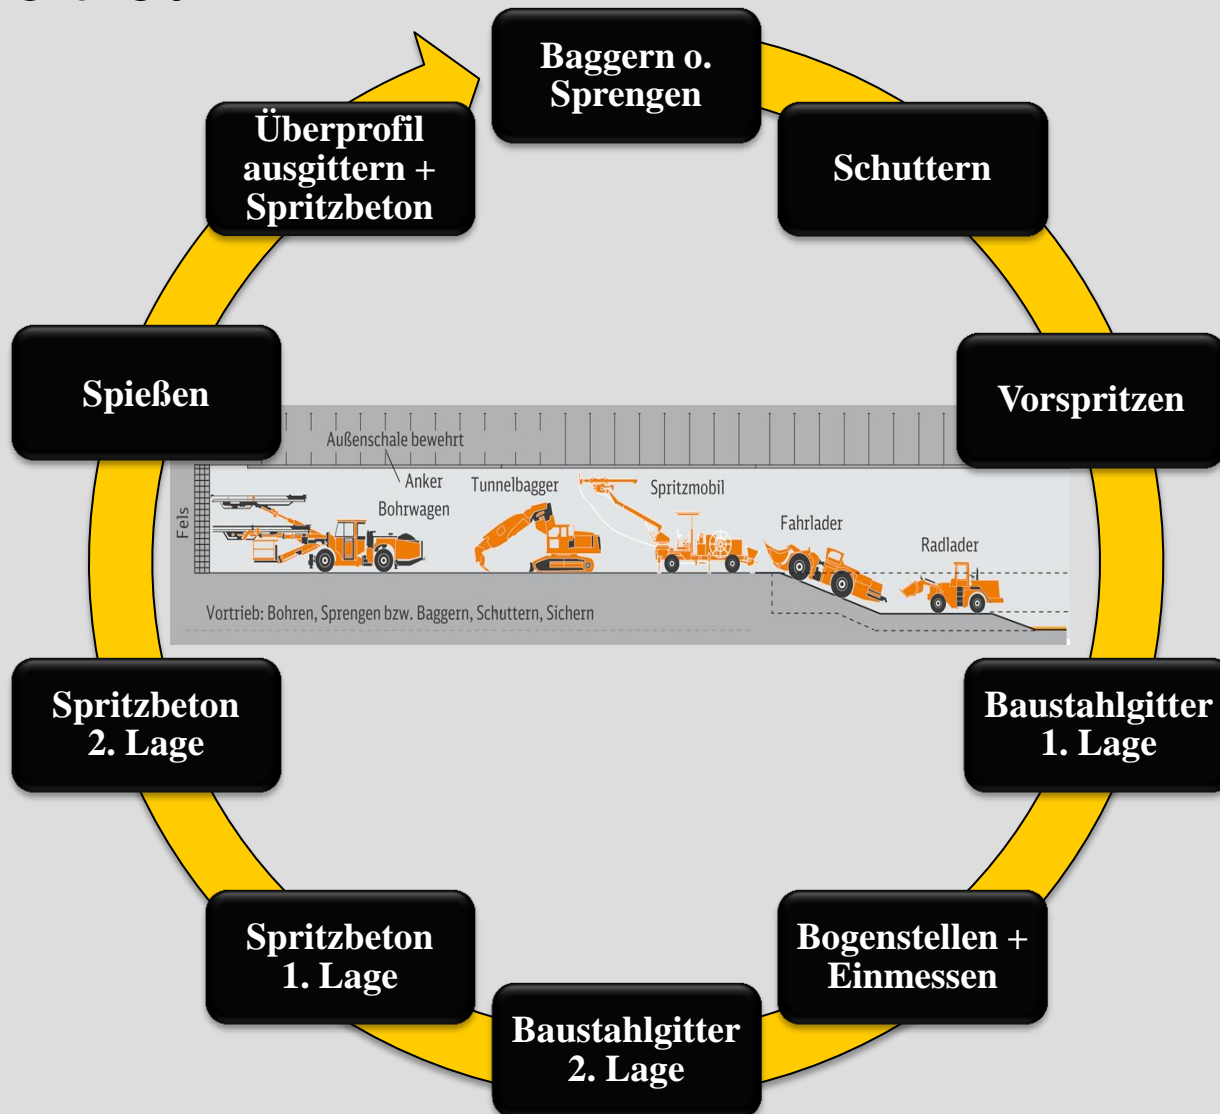 Baggern o.
Sprengen
Schuttern
Vorspritzen
Baustahlgitter
1. Lage
Bogenstellen +
Einmessen
Baustahlgitter
2. Lage
Spritzbeton
1. Lage
Spritzbeton
2. Lage
Spießen
Überprofil
ausgittern +
Spritzbeton
Außenschale bewehrt
Anker
Bohrwagen
Tunnelbagger
Spritzmobil
Fahrlader
Radlader
Fels
Vortrieb: Bohren, Sprengen bzw. Baggern, Schuttern, Sichern